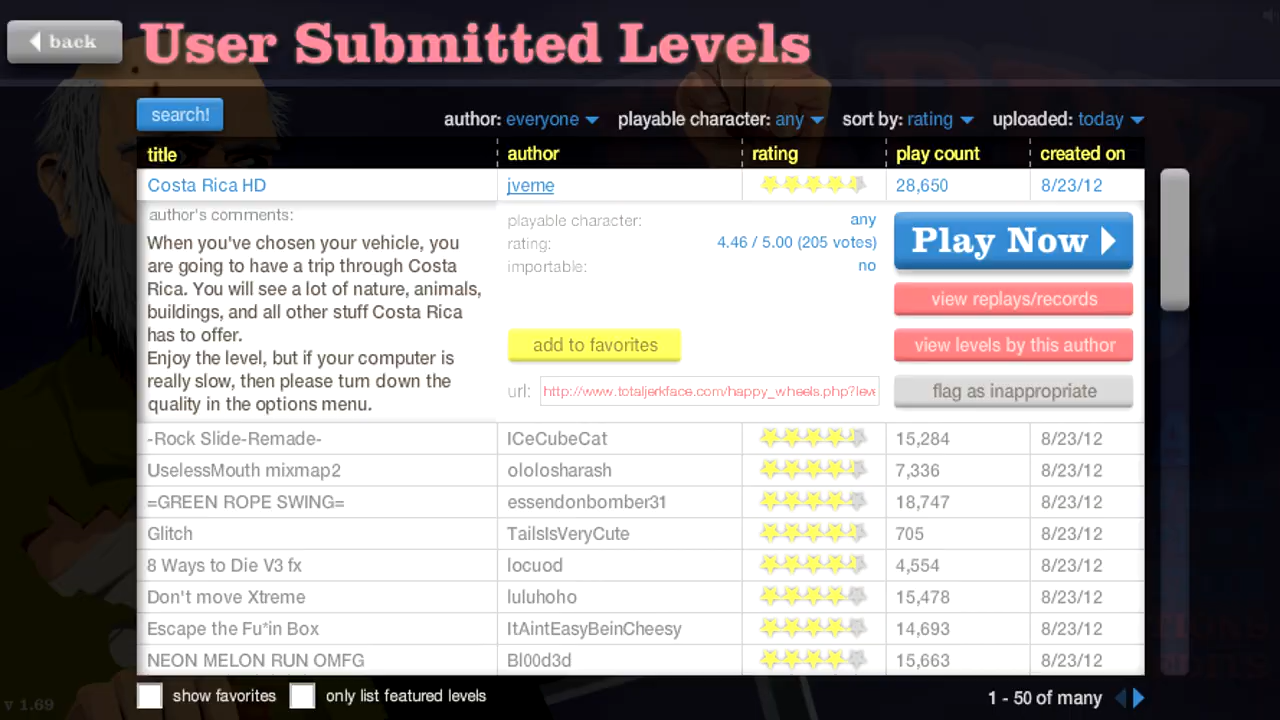 back
User Submitted Levels
search!
author: everyone playable character: any sort by: rating uploaded: today
title author rating play count created on
Costa Rica HD jverne 28,650 8/23/12
author's comments:
When you've chosen your vehicle, you
are going to have a trip through Costa
Rica. You will see a lot of nature, animals,
buildings, and all other stuff Costa Rica
has to offer.
Enjoy the level, but if your computer is
really slow, then please turn down the
quality in the options menu.
playable character: any
rating: 4.46 / 5.00 (205 votes)
importable: no
add to favorites
url: http://www.totaljerkface.com/happy_wheels.php?leve
Play Now
view replays/records
view levels by this author
flag as inappropriate
-Rock Slide-Remade- ICeCubeCat 15,284 8/23/12
UselessMouth mixmap2 ololosharash 7,336 8/23/12
=GREEN ROPE SWING= essendonbomber31 18,747 8/23/12
Glitch TailsIsVeryCute 705 8/23/12
8 Ways to Die V3 fx locuod 4,554 8/23/12
Don't move Xtreme luluhoho 15,478 8/23/12
Escape the Fu*in Box ItAintEasyBeinCheesy 14,693 8/23/12
NEON MELON RUN OMFG Bl00d3d 15,663 8/23/12
show favorites only list featured levels 1 - 50 of many
v 1.69